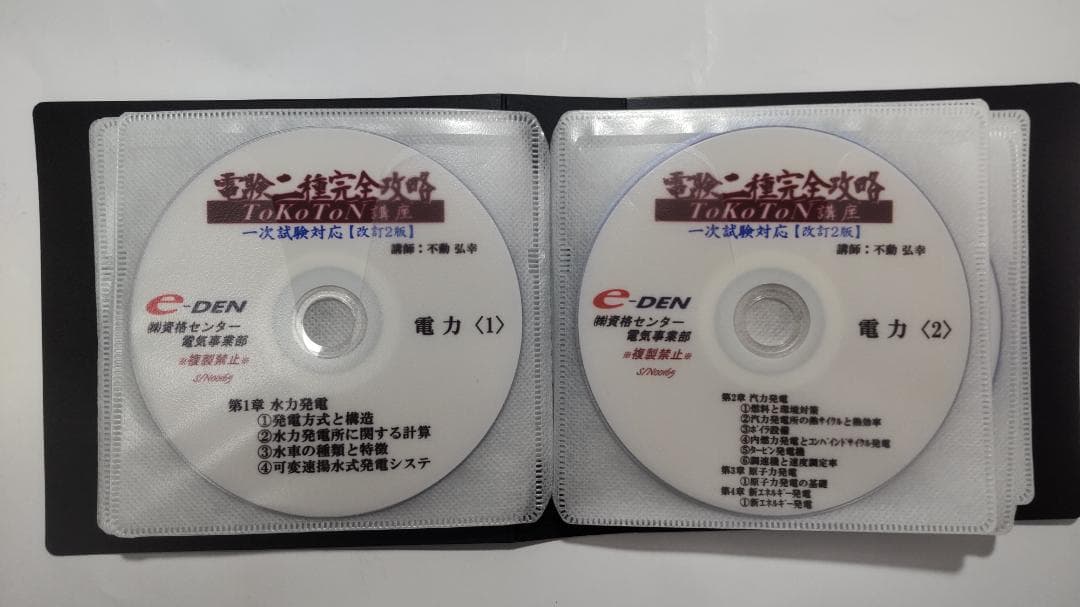 電験二種完全攻略
ToKoToN講座
一次試験対応【改訂2版】
講師：不動 弘幸
e-DEN
㈱資格センター
電気事業部
※複製禁止※
S/N00165
電力〈1〉
第1章 水力発電
①発電方式と構造
②水力発電所に関する計算
③水車の種類と特徴
④可変速揚水式発電システ
電験二種完全攻略
ToKoToN講座
一次試験対応【改訂2版】
講師：不動 弘幸
e-DEN
㈱資格センター
電気事業部
※複製禁止※
S/N00165
電力〈2〉
第2章 汽力発電
①燃料と環境対策
②汽力発電所の熱ｻｲｸﾙと熱効率
③ﾎﾞｲﾗ設備
④内燃力発電とｺﾝﾊﾞｲﾝﾄﾞｻｲｸﾙ発電
⑤ﾀｰﾋﾞﾝ発電機
⑥調速機と速度調定率
第3章 原子力発電
①原子力発電の基礎
第4章 新ｴﾈﾙｷﾞｰ発電
①新ｴﾈﾙｷﾞｰ発電